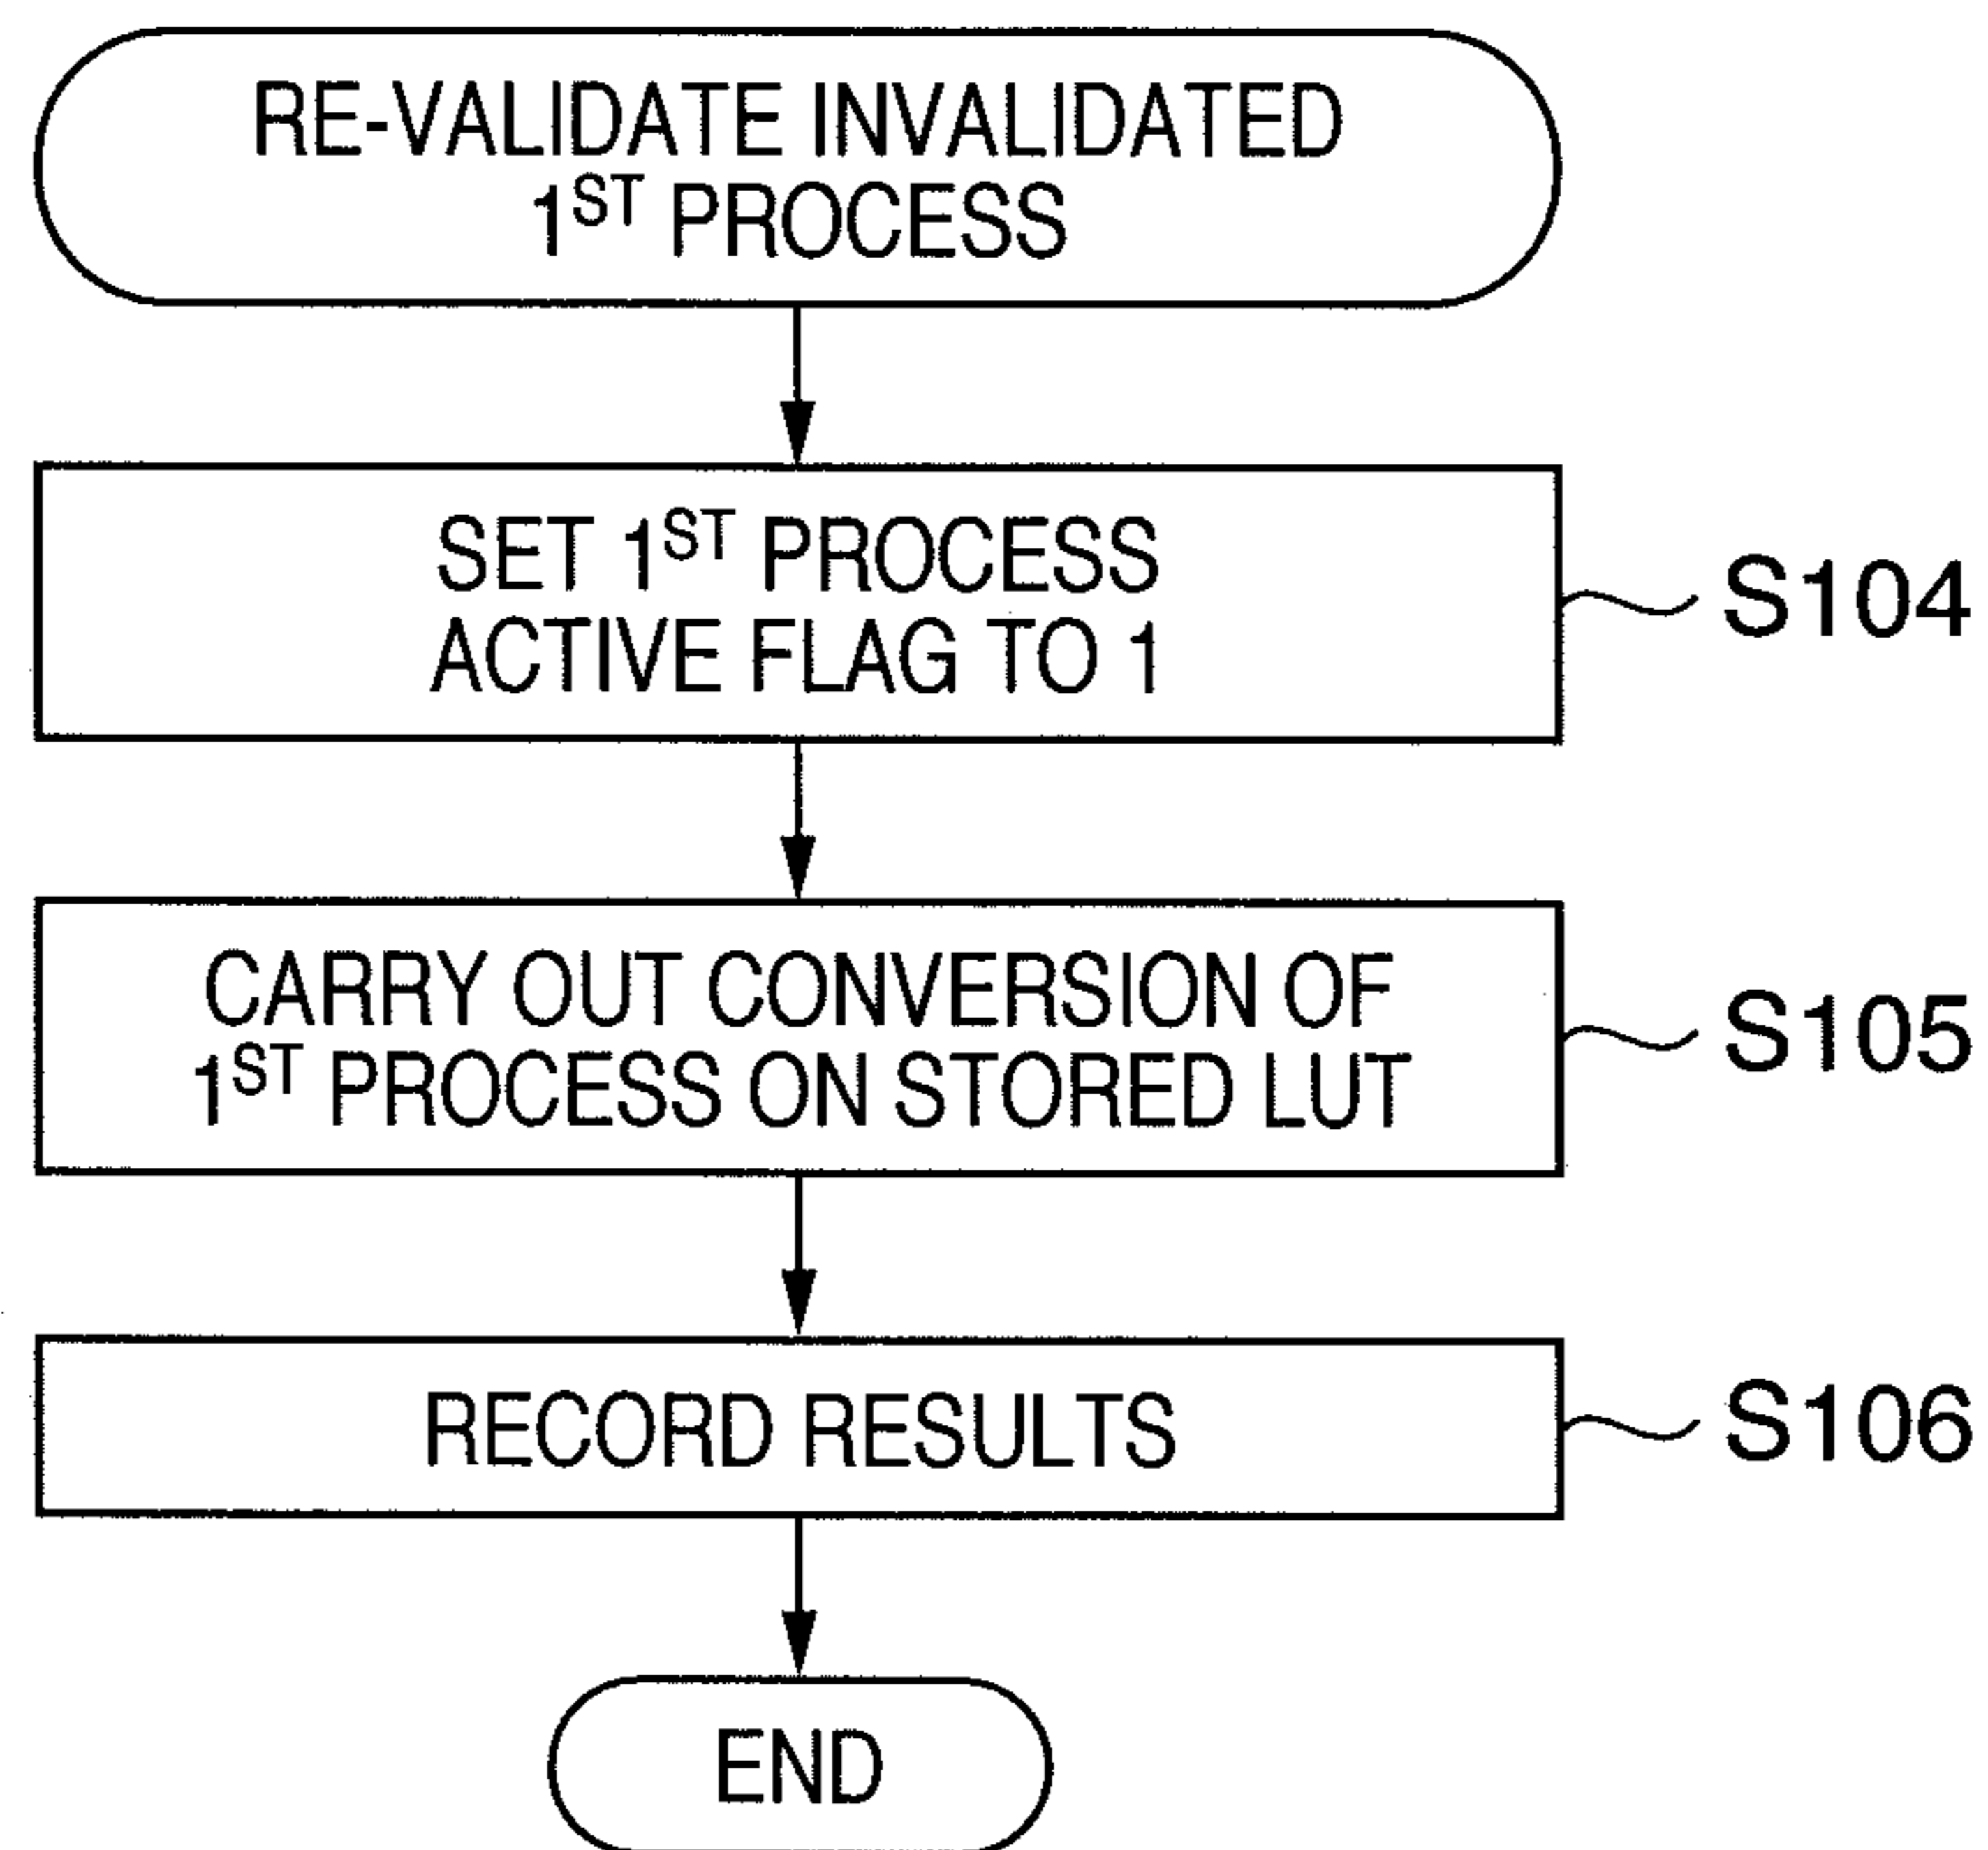 RE-VALIDATE INVALIDATED
1ST PROCESS
SET 1ST PROCESS
ACTIVE FLAG TO 1
S104
CARRY OUT CONVERSION OF
1ST PROCESS ON STORED LUT
S105
RECORD RESULTS
S106
END